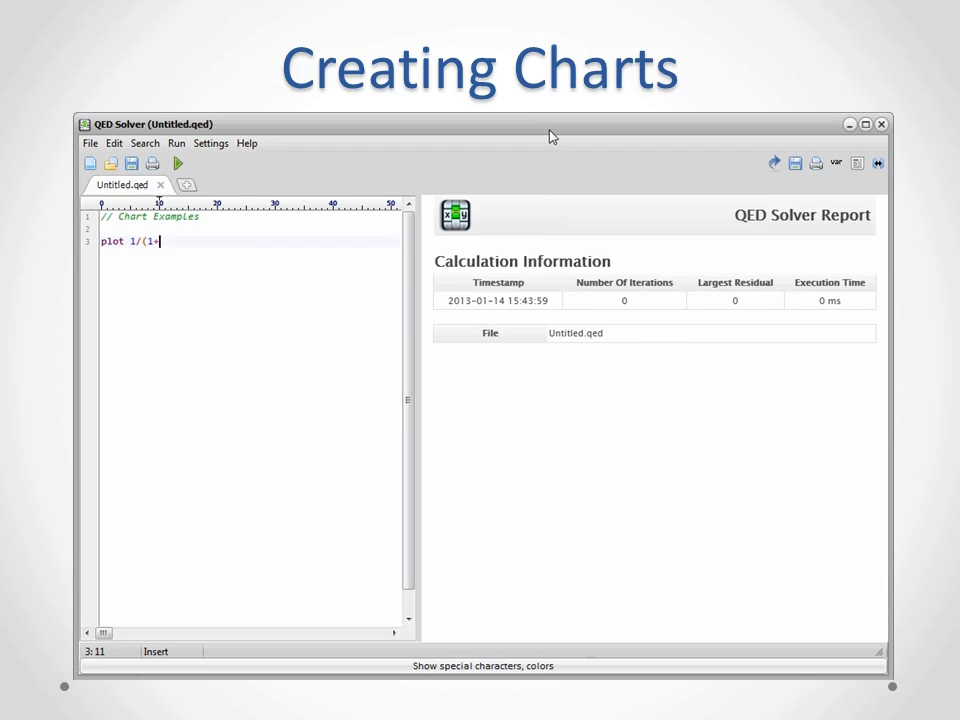 Creating Charts
QED Solver (Untitled.qed)
File Edit Search Run Settings Help
var
Untitled.qed
0 10 20 30 40 50
1 // Chart Examples
2
3 plot 1/(1+
x=y
QED Solver Report
Calculation Information
Timestamp Number Of Iterations Largest Residual Execution Time
2013-01-14 15:43:59 0 0 0 ms
File Untitled.qed
3: 11 Insert
Show special characters, colors